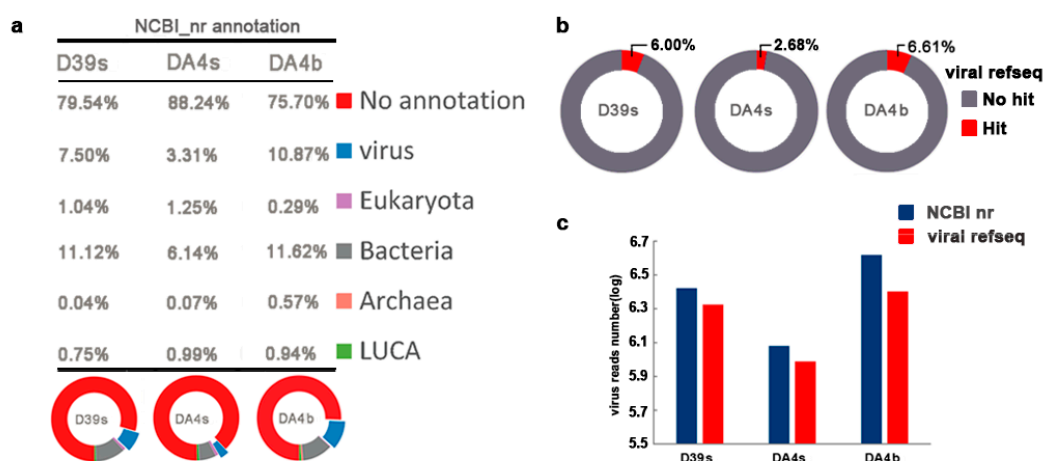 a
NCBI_nr annotation
D39s DA4s DA4b
79.54% 88.24% 75.70% No annotation
7.50% 3.31% 10.87% virus
1.04% 1.25% 0.29% Eukaryota
11.12% 6.14% 11.62% Bacteria
0.04% 0.07% 0.57% Archaea
0.75% 0.99% 0.94% LUCA
D39s DA4s DA4b
b
6.00% 2.68% 6.61%
D39s DA4s DA4b
viral refseq
No hit
Hit
c
NCBI nr
viral refseq
virus reads number(log)
6.7
6.5
6.3
6.1
5.9
5.7
5.5
D39s DA4s DA4b